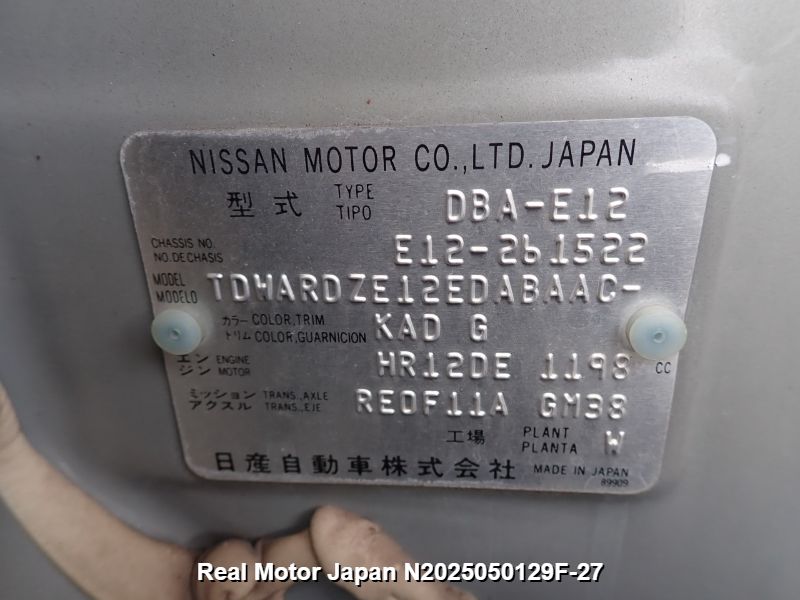 NISSAN MOTOR CO.,LTD. JAPAN
型式 TYPE TIPO DBA-E12
CHASSIS NO. NO.DE CHASIS E12-261522
MODEL MODELO TDWARDZE12EDABAAC-
カラー COLOR,TRIM トリム COLOR,GUARNICION KAD G
エンジン ENGINE MOTOR HR12DE 1198 CC
ミッション TRANS.,AXLE アクスル TRANS.,EJE RE0F11A GM38
工場 PLANT PLANTA W
日産自動車株式会社 MADE IN JAPAN
89909
Real Motor Japan N2025050129F-27